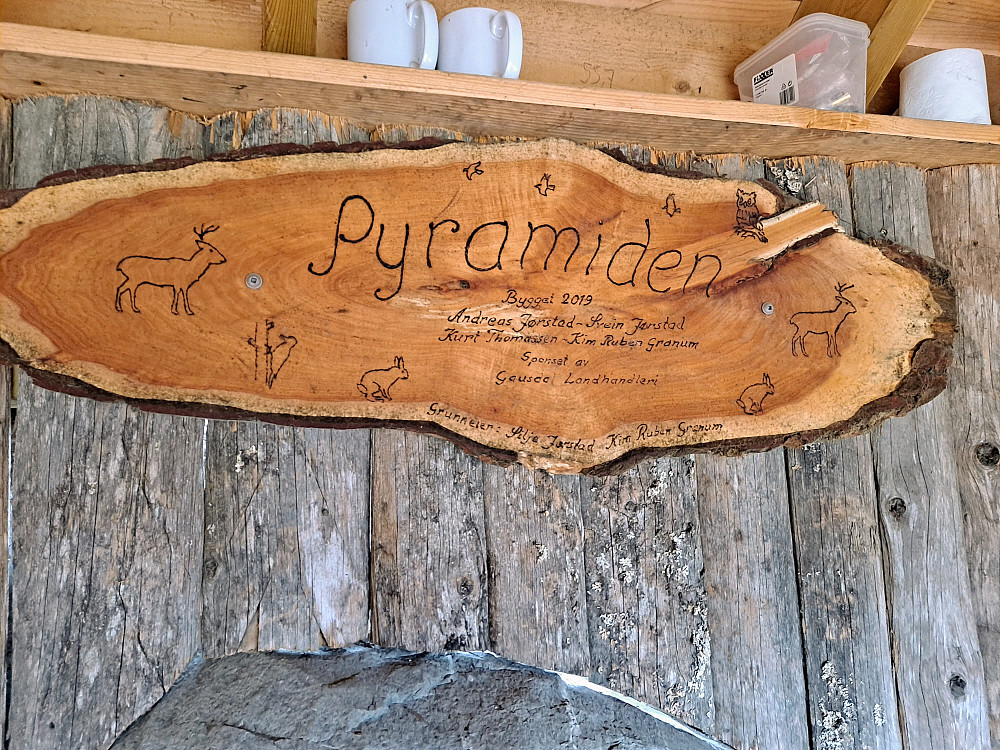 Pyramiden
Bygget 2019
Andreas Jørstad - Svein Jørstad
Kurt Thomassen - Kim Ruben Granum
Sponset av
Gausdal Landhandleri
Grunneier: Silje Jørstad Kim Ruben Granum